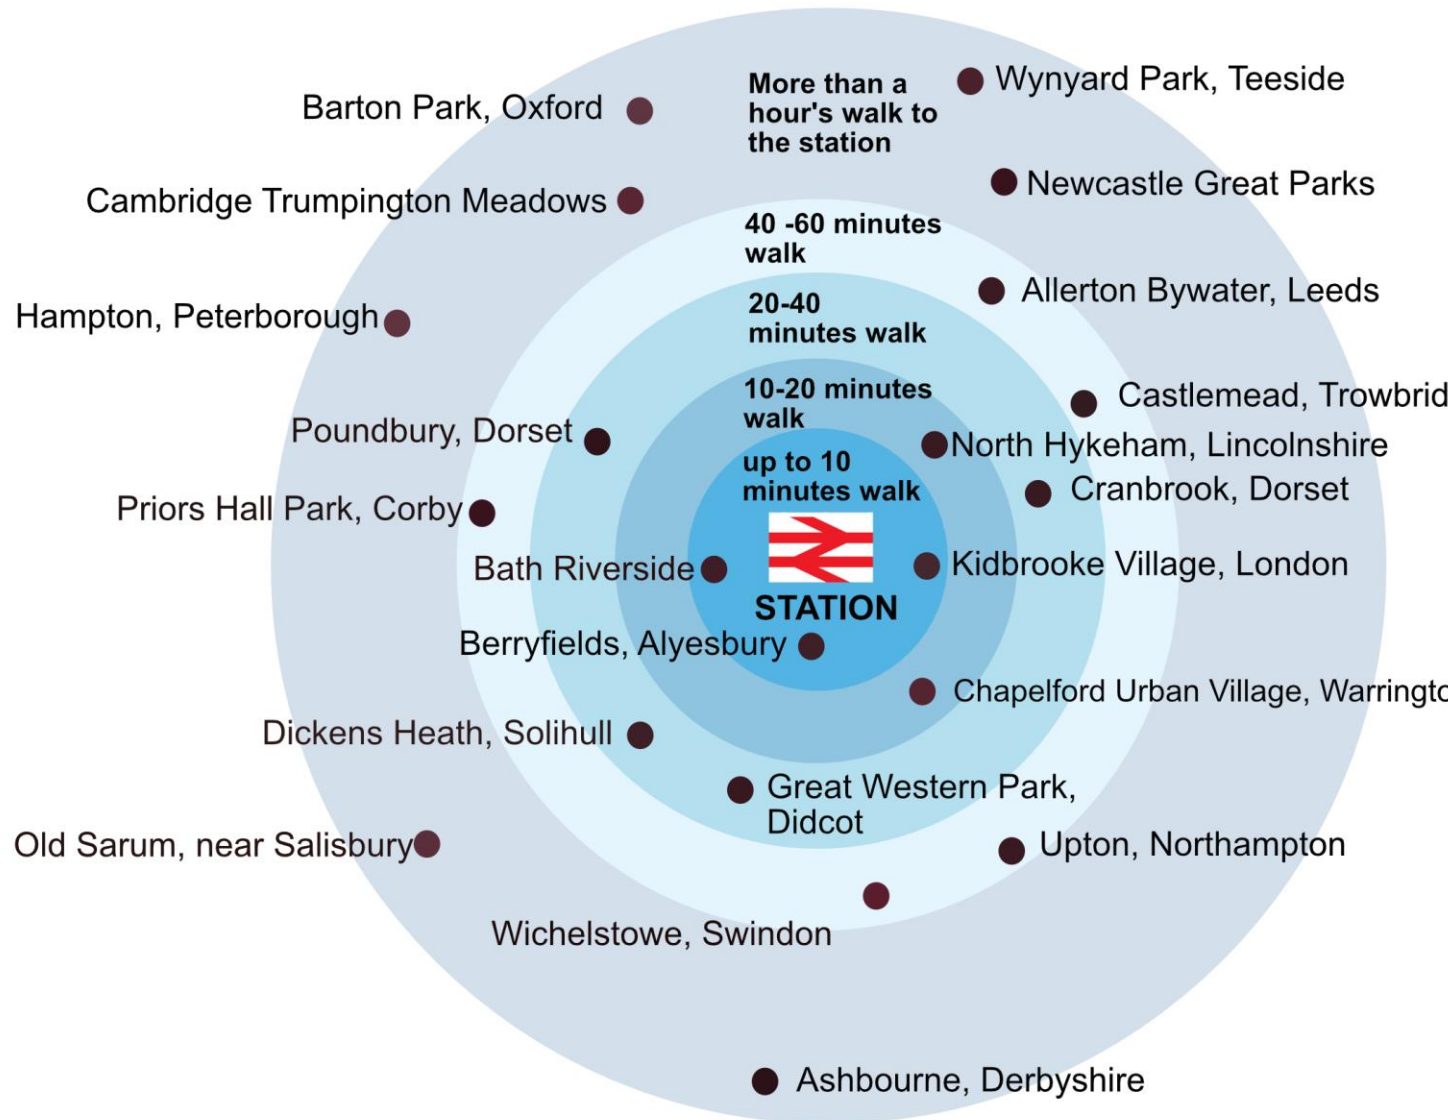 More than a
hour's walk to
the station
Wynyard Park, Teeside
Barton Park, Oxford
Newcastle Great Parks
Cambridge Trumpington Meadows
40 -60 minutes
walk
Allerton Bywater, Leeds
20-40
minutes walk
Hampton, Peterborough
10-20 minutes
walk
Castlemead, Trowbrid
Poundbury, Dorset
North Hykeham, Lincolnshire
up to 10
minutes walk
Cranbrook, Dorset
Priors Hall Park, Corby
Bath Riverside
Kidbrooke Village, London
STATION
Berryfields, Alyesbury
Chapelford Urban Village, Warringto
Dickens Heath, Solihull
Great Western Park,
Didcot
Old Sarum, near Salisbury
Upton, Northampton
Wichelstowe, Swindon
Ashbourne, Derbyshire